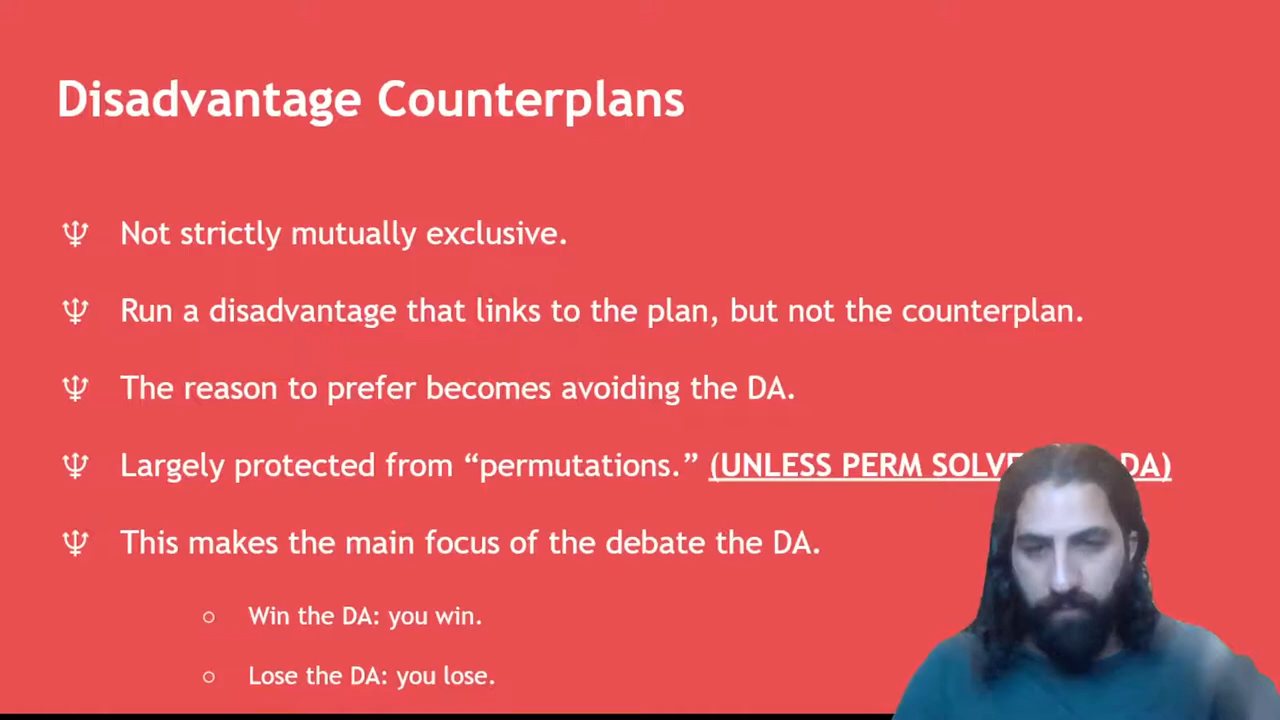 Disadvantage Counterplans
Not strictly mutually exclusive.
Run a disadvantage that links to the plan, but not the counterplan.
The reason to prefer becomes avoiding the DA.
Largely protected from “permutations.” (UNLESS PERM DA)
This makes the main focus of the debate the DA.
Win the DA: you win.
Lose the DA: you lose.